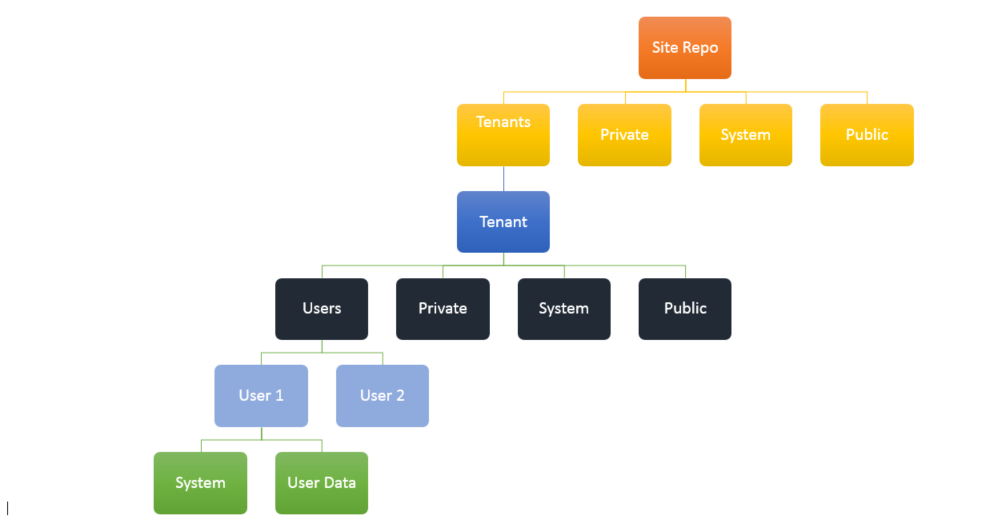 Site Repo
Tenants
Private
System
Public
Tenant
Users
Private
System
Public
User 1
User 2
System
User Data